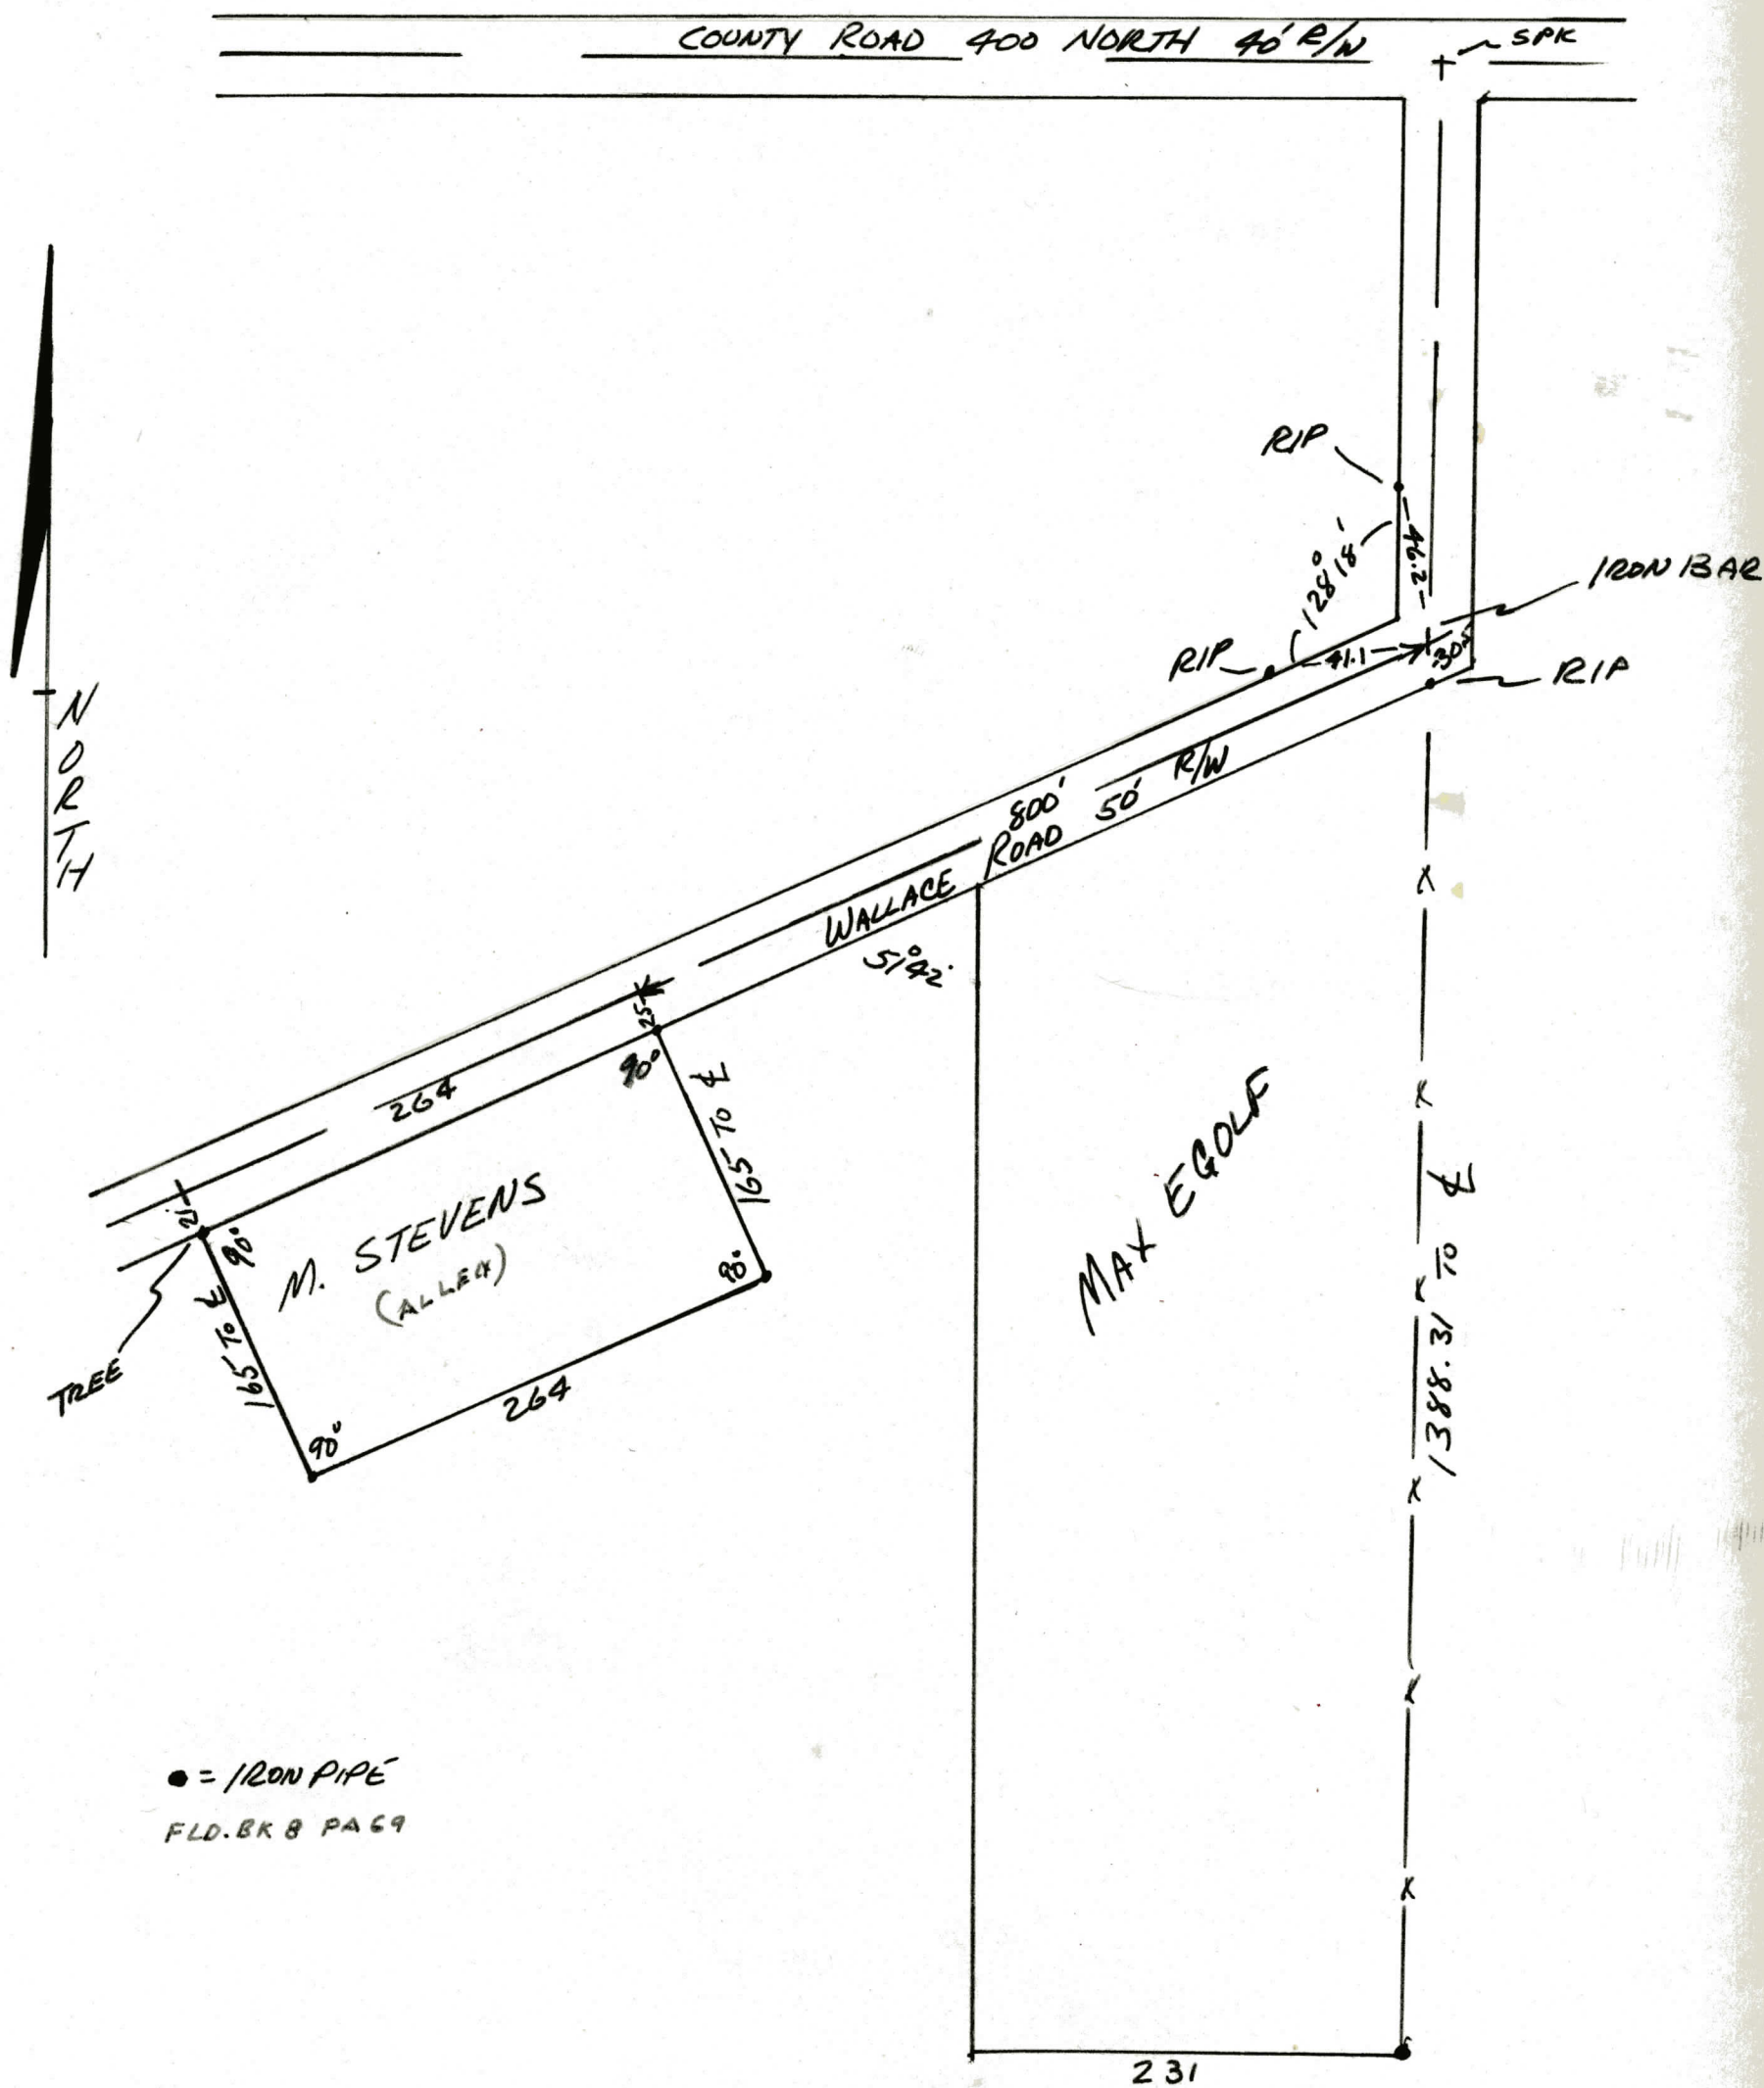 COUNTY ROAD 400 NORTH 40' R/W
SPK
NORTH
RIP
46.2
128°18'
IRON BAR
RIP
41.1
30.5
RIP
800'
WALLACE ROAD 50' R/W
51°42'
25
264
90°
165 TO ℄
21
90°
M. STEVENS
(ALLEN)
165 TO ℄
90°
TREE
264
90°
MAX EGOLF
1388.31 TO ℄
● = IRON PIPE
FLD. BK 8 PA 69
231